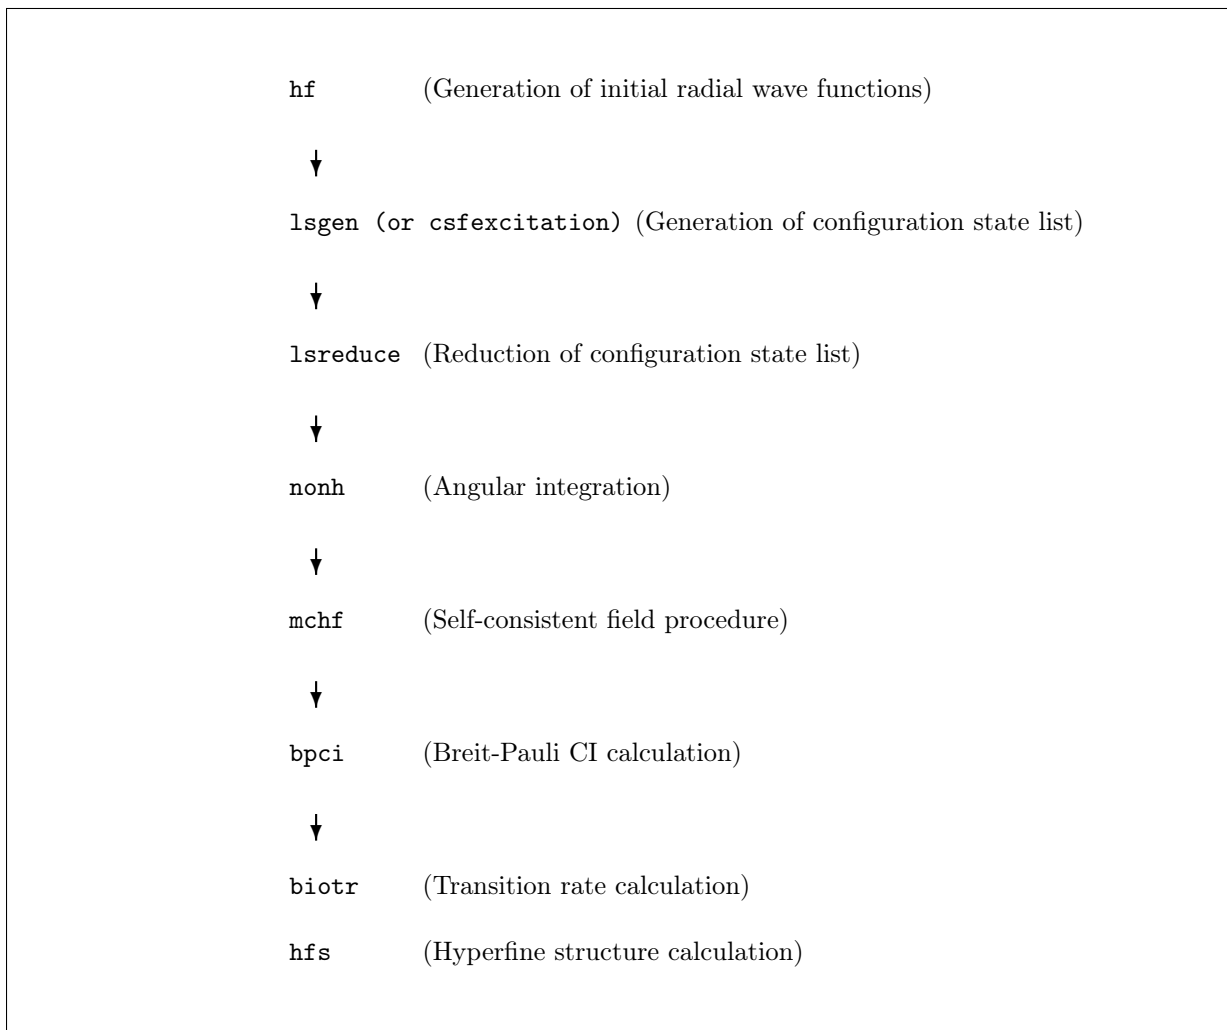 hf (Generation of initial radial wave functions)
lsgen (or csfexcitation) (Generation of configuration state list)
lsreduce (Reduction of configuration state list)
nonh (Angular integration)
mchf (Self-consistent field procedure)
bpci (Breit-Pauli CI calculation)
biotr (Transition rate calculation)
hfs (Hyperfine structure calculation)